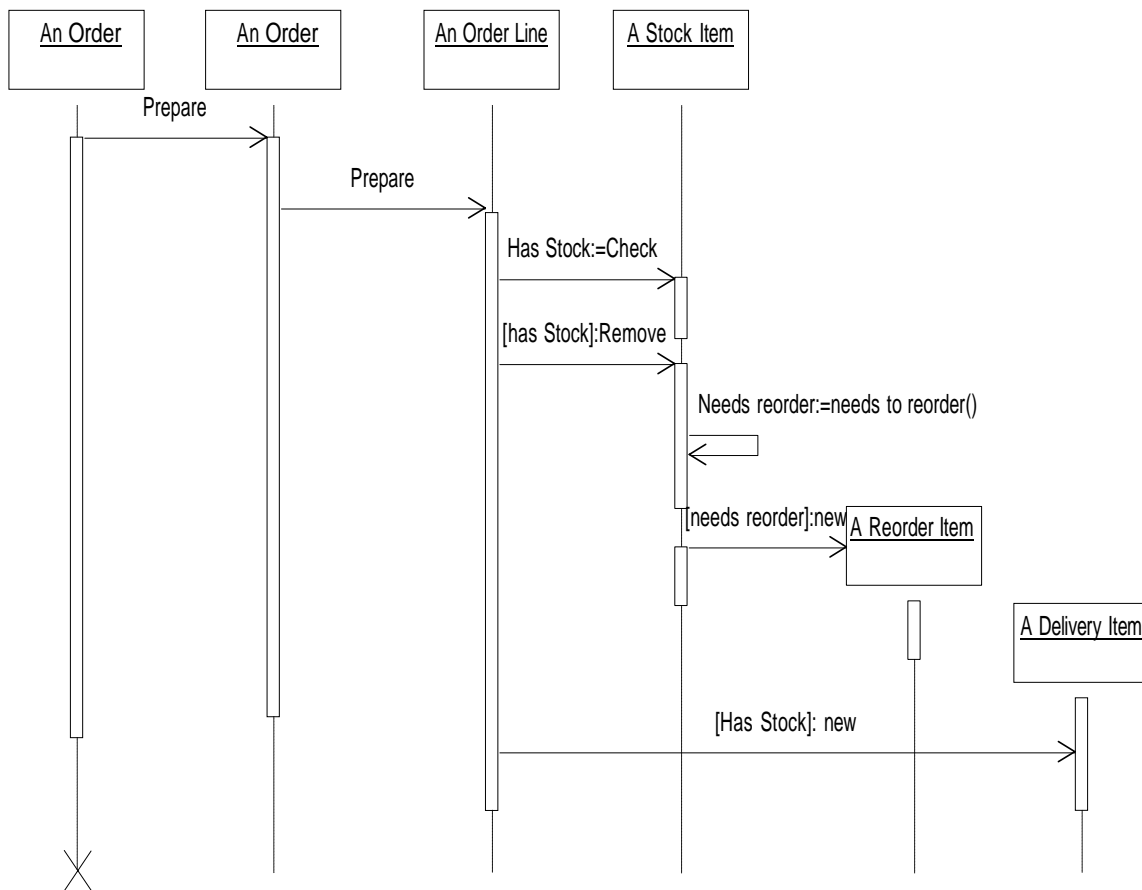 An Order
An Order
An Order Line
A Stock Item
Prepare
Prepare
Has Stock:=Check
[has Stock]:Remove
Needs reorder:=needs to reorder()
[needs reorder]:new
A Reorder Item
A Delivery Item
[Has Stock]: new